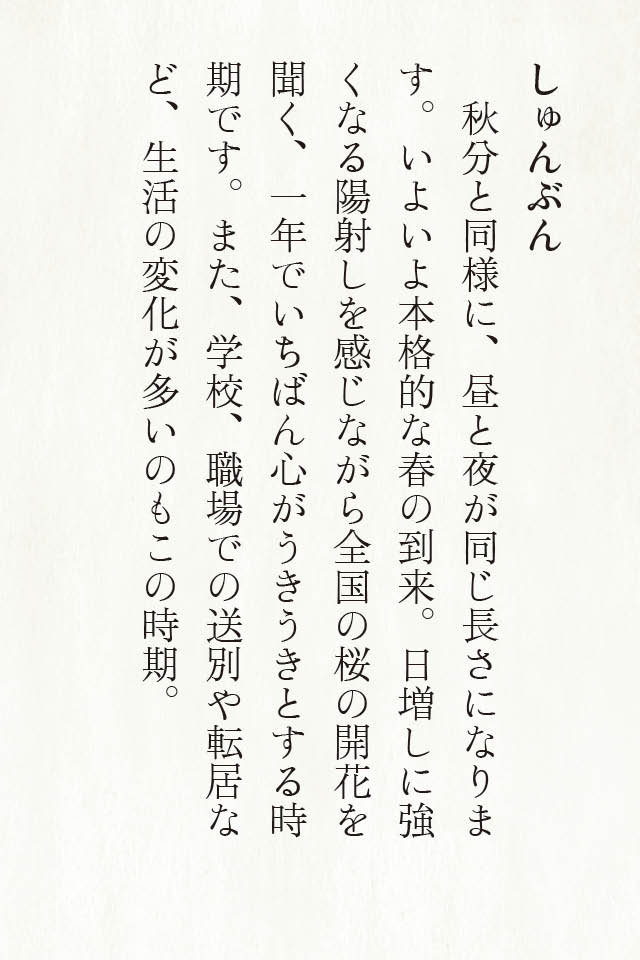 しゅんぶん
秋分と同様に、昼と夜が同じ長さになりま
す。いよいよ本格的な春の到来。日増しに強
くなる陽射しを感じながら全国の桜の開花を
聞く、一年でいちばん心がうきうきとする時
期です。また、学校、職場での送別や転居な
ど、生活の変化が多いのもこの時期。